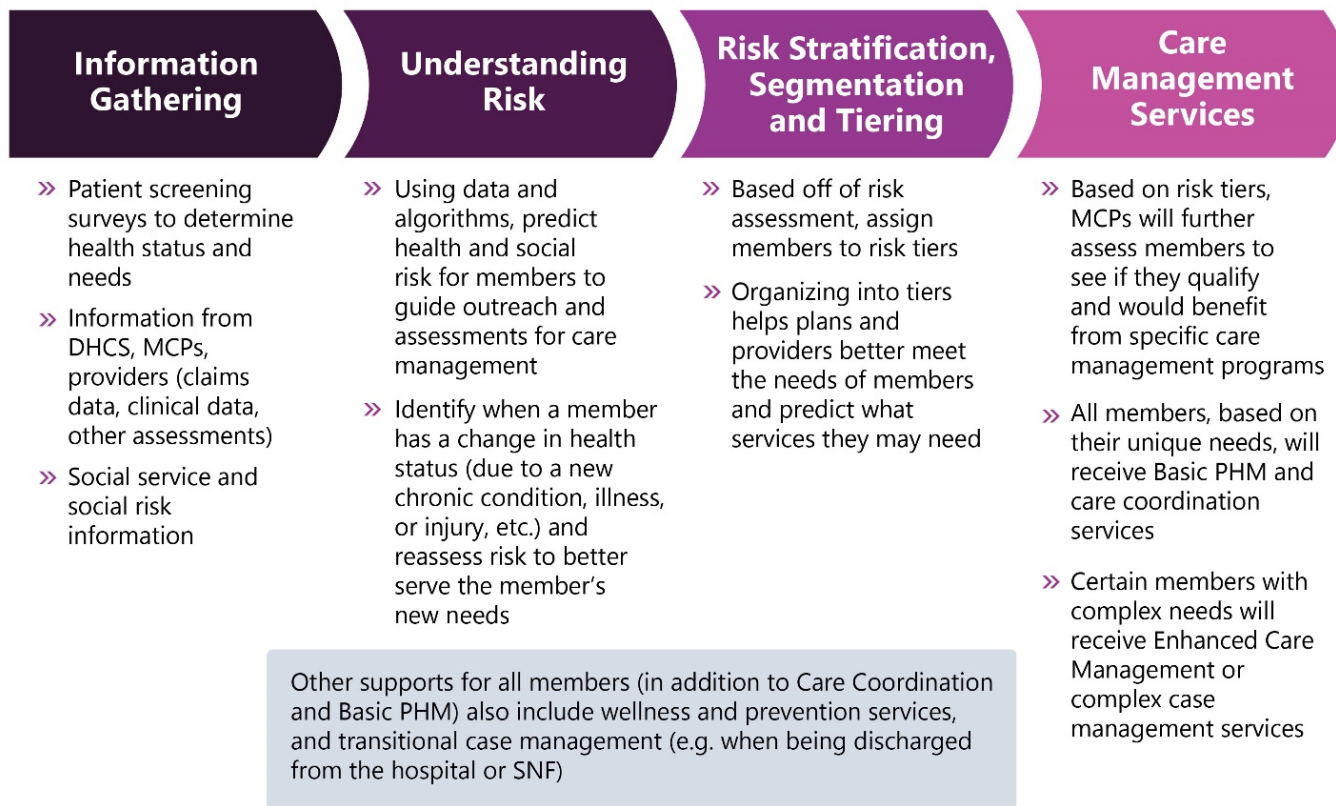 Information
Gathering
Understanding
Risk
Risk Stratification,
Segmentation
and Tiering
Care
Management
Services
» Patient screening
surveys to determine
health status and
needs
» Information from
DHCS, MCPs,
providers (claims
data, clinical data,
other assessments)
» Social service and
social risk
information
» Using data and
algorithms, predict
health and social
risk for members to
guide outreach and
assessments for care
management
» Identify when a member
has a change in health
status (due to a new
chronic condition, illness,
or injury, etc.) and
reassess risk to better
serve the member’s
new needs
» Based off of risk
assessment, assign
members to risk tiers
» Organizing into tiers
helps plans and
providers better meet
the needs of members
and predict what
services they may need
» Based on risk tiers,
MCPs will further
assess members to
see if they qualify
and would benefit
from specific care
management programs
» All members, based on
their unique needs, will
receive Basic PHM and
care coordination
services
» Certain members with
complex needs will
receive Enhanced Care
Management or
complex case
management services
Other supports for all members (in addition to Care Coordination
and Basic PHM) also include wellness and prevention services,
and transitional case management (e.g. when being discharged
from the hospital or SNF)